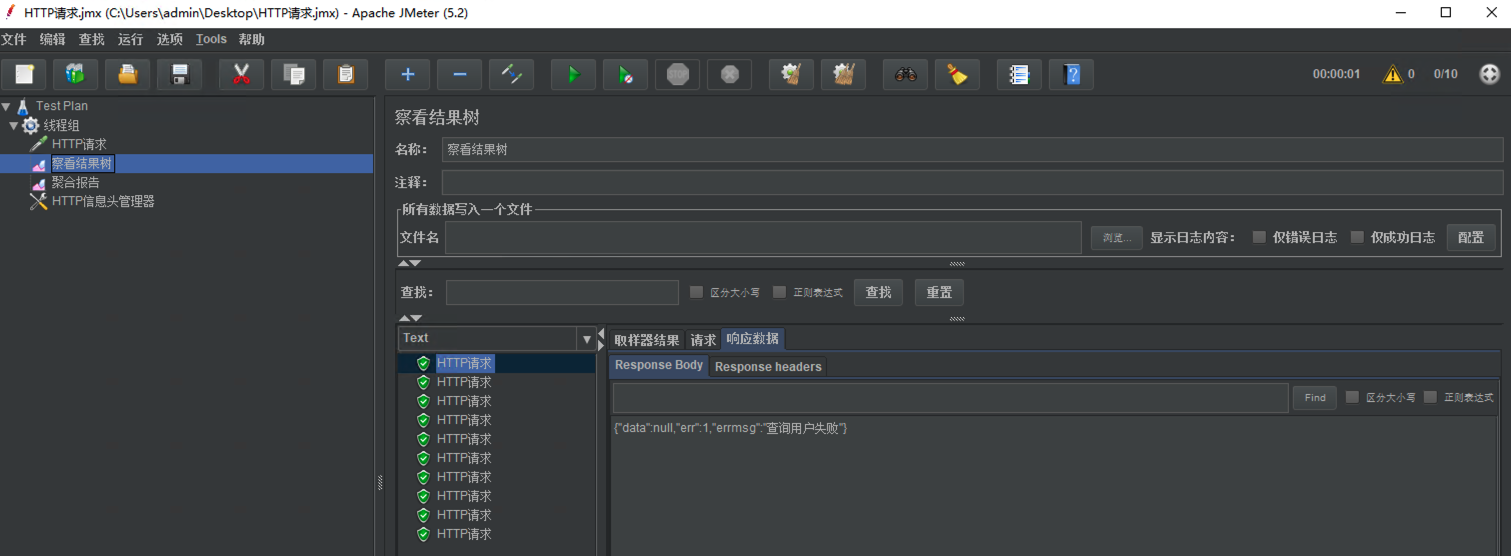 HTTP请求.jmx (C:\Users\admin\Desktop\HTTP请求.jmx) - Apache JMeter (5.2)
文件 编辑 查找 运行 选项 Tools 帮助
STOP 00:00:01 0 0/10
Test Plan
线程组
HTTP请求
察看结果树
聚合报告
HTTP信息头管理器
察看结果树
名称： 察看结果树
注释：
所有数据写入一个文件
文件名 浏览... 显示日志内容： 仅错误日志 仅成功日志 配置
查找： 区分大小写 正则表达式 查找 重置
Text
HTTP请求
HTTP请求
HTTP请求
HTTP请求
HTTP请求
HTTP请求
HTTP请求
HTTP请求
HTTP请求
HTTP请求
取样器结果 请求 响应数据
Response Body Response headers
Find 区分大小写 正则表达式
{"data":null,"err":1,"errmsg":"查询用户失败"}